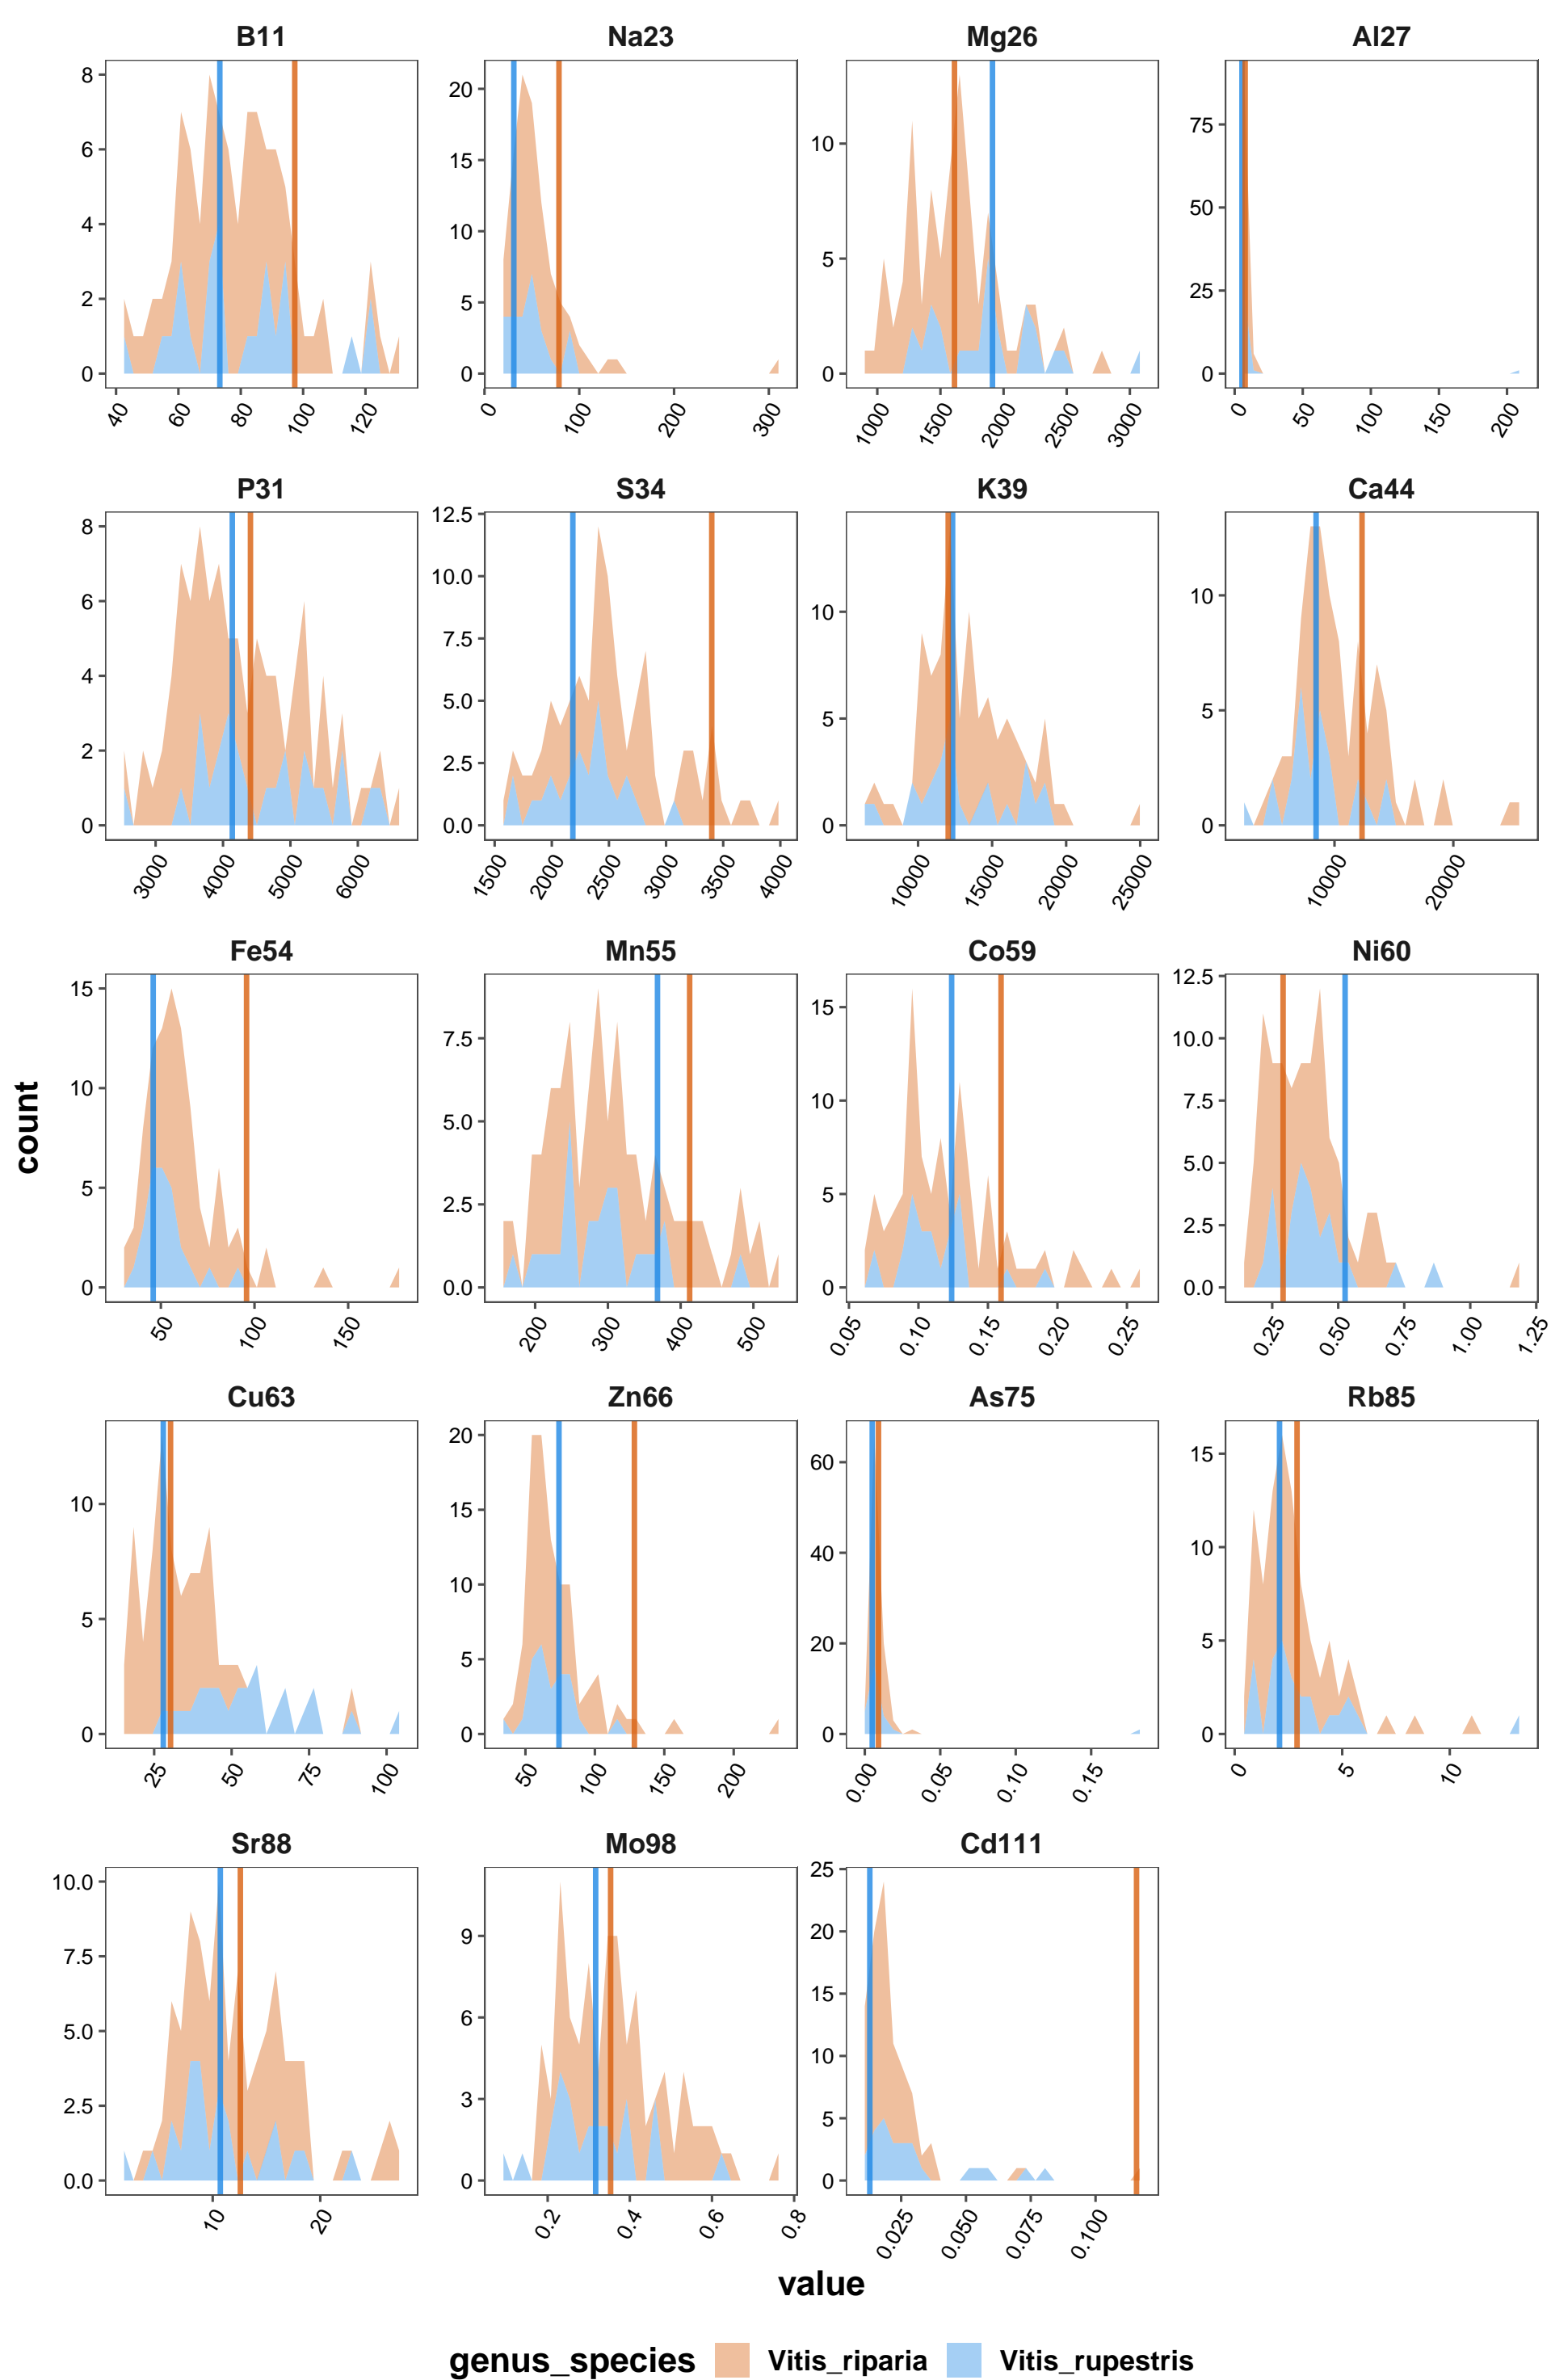 B11 Na23 Mg26 Al27
8 6 4 2 0
20 15 10 5 0
10 5 0
75 50 25 0
40 60 80 100 120
0 100 200 300
1000 1500 2000 2500 3000
0 50 100 150 200
P31 S34 K39 Ca44
8 6 4 2 0
12.5 10.0 7.5 5.0 2.5 0.0
10 5 0
10 5 0
3000 4000 5000 6000
1500 2000 2500 3000 3500 4000
10000 15000 20000 25000
10000 20000
Fe54 Mn55 Co59 Ni60
15 10 5 0
7.5 5.0 2.5 0.0
15 10 5 0
12.5 10.0 7.5 5.0 2.5 0.0
50 100 150
200 300 400 500
0.05 0.10 0.15 0.20 0.25
0.25 0.50 0.75 1.00 1.25
count
Cu63 Zn66 As75 Rb85
10 5 0
20 15 10 5 0
60 40 20 0
15 10 5 0
25 50 75 100
50 100 150 200
0.00 0.05 0.10 0.15
0 5 10
Sr88 Mo98 Cd111
10.0 7.5 5.0 2.5 0.0
9 6 3 0
25 20 15 10 5 0
10 20
0.2 0.4 0.6 0.8
0.025 0.050 0.075 0.100
value
genus_species Vitis_riparia Vitis_rupestris